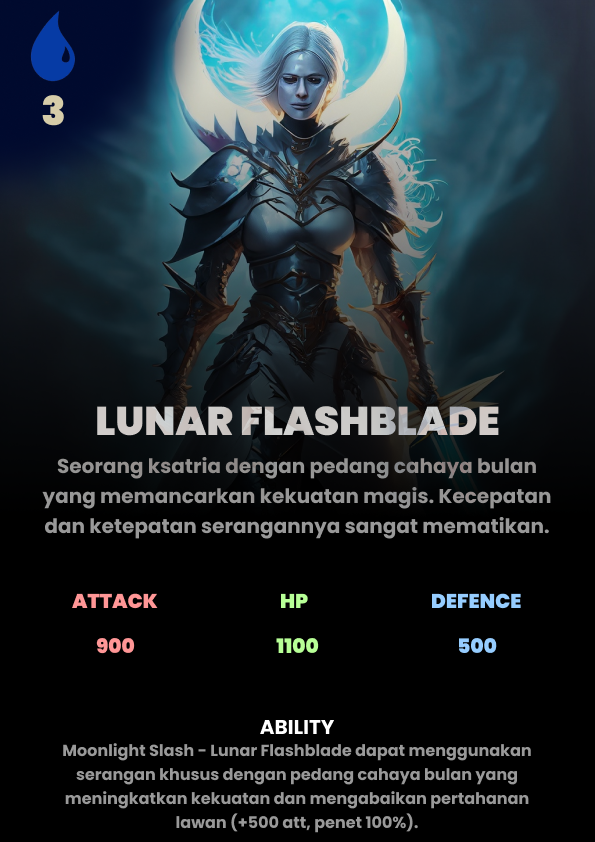 3
LUNAR FLASHBLADE
Seorang ksatria dengan pedang cahaya bulan
yang memancarkan kekuatan magis. Kecepatan
dan ketepatan serangannya sangat mematikan.
ATTACK HP DEFENCE
900 1100 500
ABILITY
Moonlight Slash - Lunar Flashblade dapat menggunakan
serangan khusus dengan pedang cahaya bulan yang
meningkatkan kekuatan dan mengabaikan pertahanan
lawan (+500 att, penet 100%).